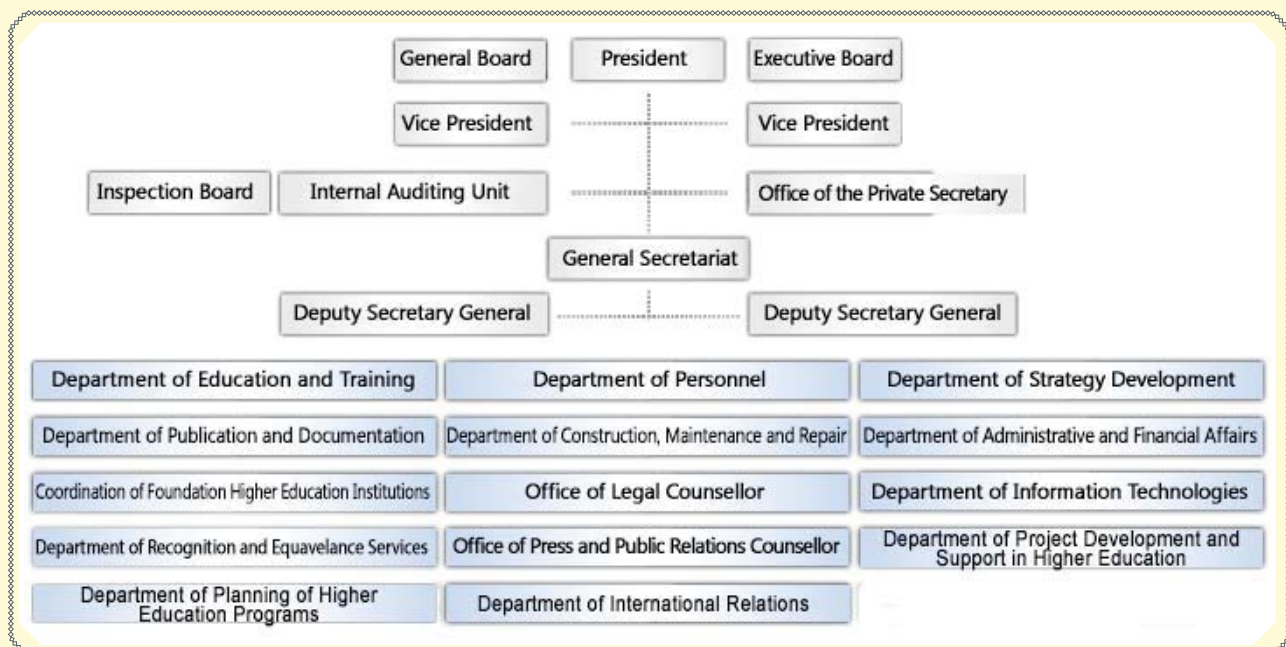 General Board
President
Executive Board
Vice President
Vice President
Inspection Board
Internal Auditing Unit
Office of the Private Secretary
General Secretariat
Deputy Secretary General
Deputy Secretary General
Department of Education and Training
Department of Personnel
Department of Strategy Development
Department of Publication and Documentation
Department of Construction, Maintenance and Repair
Department of Administrative and Financial Affairs
Coordination of Foundation Higher Education Institutions
Office of Legal Counsellor
Department of Information Technologies
Department of Recognition and Equavelance Services
Office of Press and Public Relations Counsellor
Department of Project Development and
Support in Higher Education
Department of Planning of Higher
Education Programs
Department of International Relations